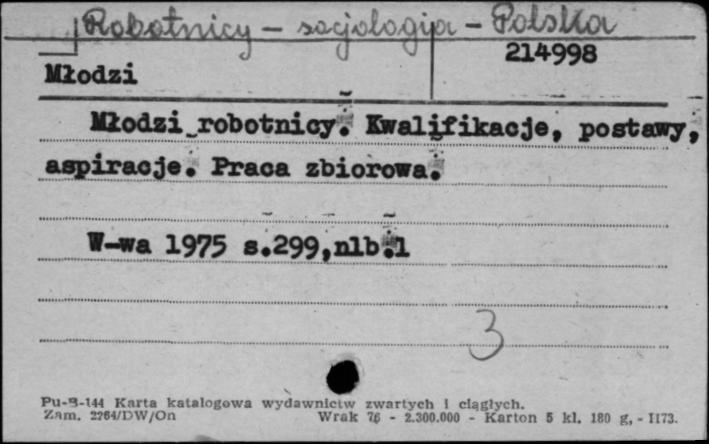 Robotnicy - socjologia - Polska
214998
Młodzi
Młodzi robotnicy. Kwalifikacje, postawy,
aspiracje. Praca zbiorowa.
W-wa 1975 s.299,nlb.1
3
Pu-B-144 Karta katalogowa wydawnictw zwartych i ciągłych.
Zam. 2264/DW/On Wrak 76 - 2.300.000 - Karton 5 kl. 180 g, - II73.